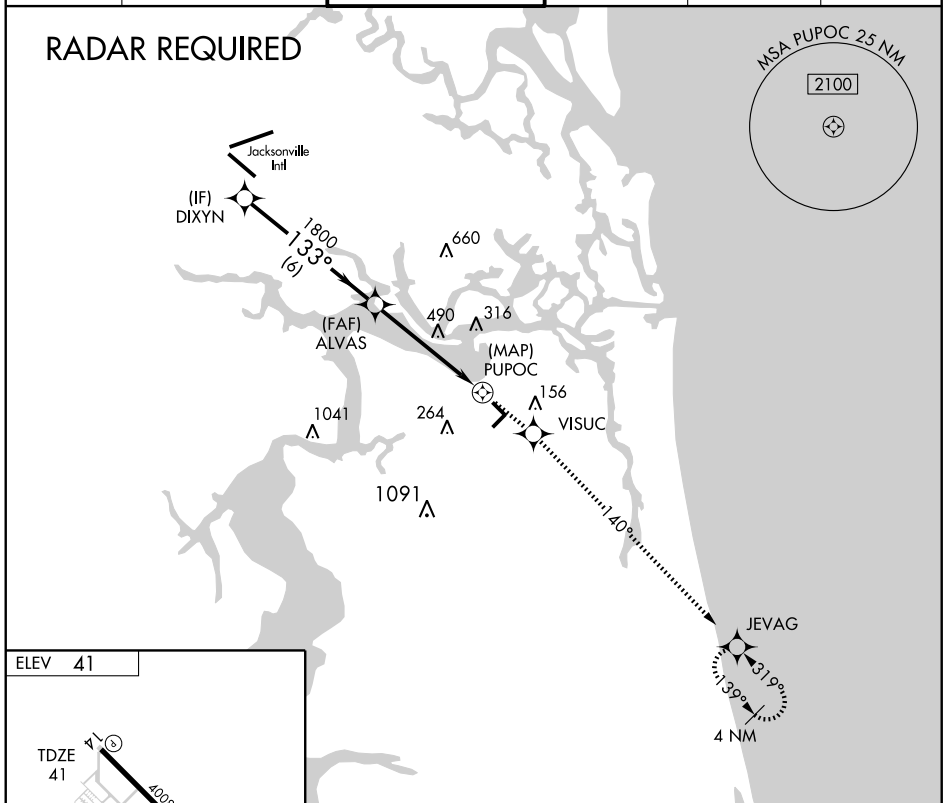 RADAR REQUIRED
MSA PUPOC 25 NM
2100
Jacksonville
Intl
(IF)
DIXYN
1800
133°
(6)
660
(FAF)
ALVAS
490
316
(MAP)
PUPOC
156
VISUC
1041
264
1091
140°
JEVAG
319°
139°
4 NM
ELEV 41
14
P
TDZE
41